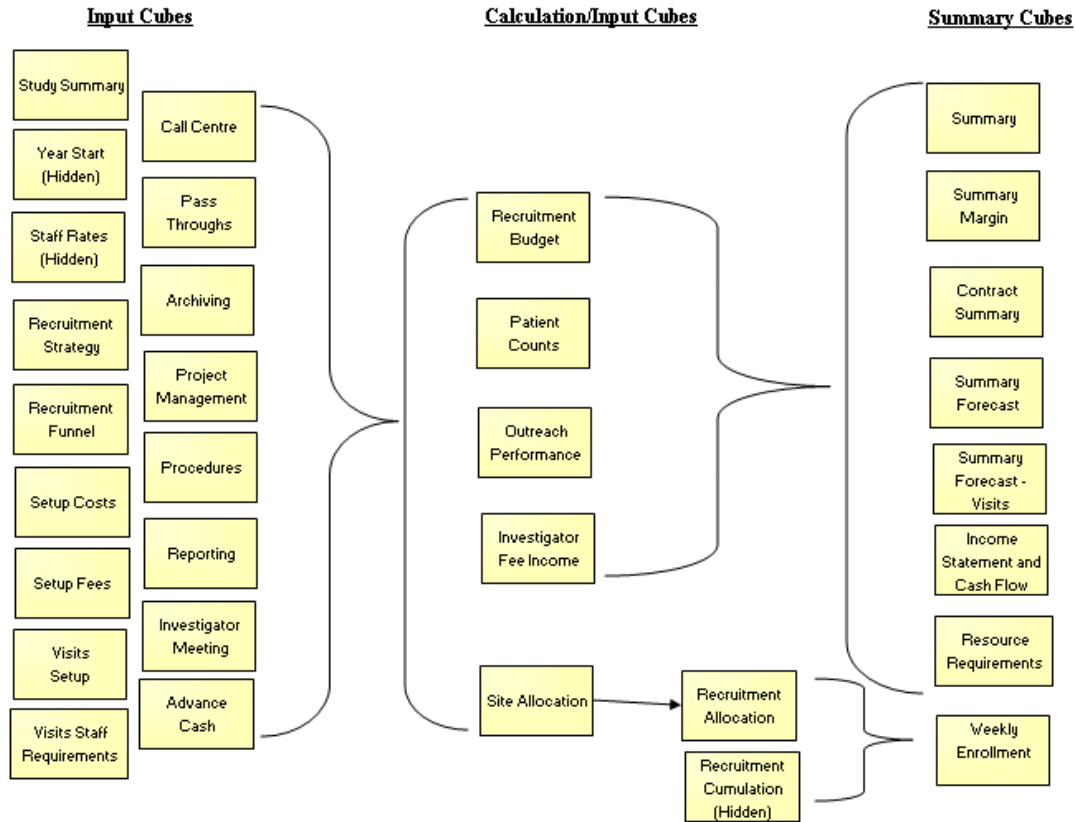 Input Cubes
Study Summary
Year Start
(Hidden)
Staff Rates
(Hidden)
Recruitment
Strategy
Recruitment
Funnel
Setup Costs
Setup Fees
Visits
Setup
Visits Staff
Requirements
Call Centre
Pass
Throughs
Archiving
Project
Management
Procedures
Reporting
Investigator
Meeting
Advance
Cash
Calculation/Input Cubes
Recruitment
Budget
Patient
Counts
Outreach
Performance
Investigator
Fee Income
Site Allocation
Recruitment
Allocation
Recruitment
Cumulation
(Hidden)
Summary Cubes
Summary
Summary
Margin
Contract
Summary
Summary
Forecast
Summary
Forecast -
Visits
Income
Statement and
Cash Flow
Resource
Requirements
Weekly
Enrollment